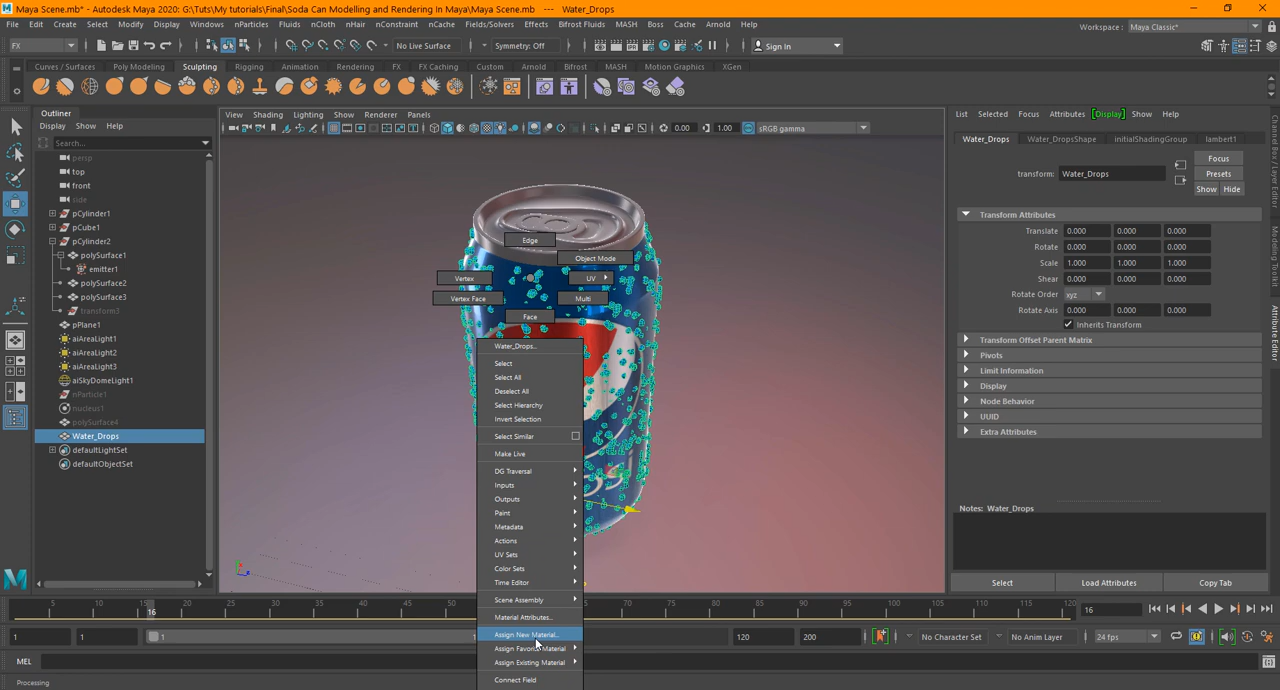 Maya Scene.mb* - Autodesk Maya 2020: G:\Tuts\My tutorials\Final\Soda Can Modelling and Rendering In Maya\Maya Scene.mb --- Water_Drops
File Edit Create Select Modify Display Windows nParticles Fluids nCloth nHair nConstraint nCache Fields/Solvers Effects Bifrost Fluids MASH Boss Cache Arnold Help
Workspace : Maya Classic*
FX No Live Surface Symmetry: Off Sign In
Curves / Surfaces Poly Modeling Sculpting Rigging Animation Rendering FX FX Caching Custom Arnold Bifrost MASH Motion Graphics XGen
Outliner
Display Show Help
Search...
persp
top
front
side
pCylinder1
pCube1
pCylinder2
polySurface1
emitter1
polySurface2
polySurface3
transform3
pPlane1
aiAreaLight1
aiAreaLight2
aiAreaLight3
aiSkyDomeLight1
nParticle1
nucleus1
polySurface4
Water_Drops
defaultLightSet
defaultObjectSet
View Shading Lighting Show Renderer Panels
0.00 1.00 sRGB gamma
Edge
Object Mode
Vertex
UV
Vertex Face
Multi
Face
Water_Drops...
Select
Select All
Deselect All
Select Hierarchy
Invert Selection
Select Similar
Make Live
DG Traversal
Inputs
Outputs
Paint
Metadata
Actions
UV Sets
Color Sets
Time Editor
Scene Assembly
Material Attributes...
Assign New Material...
Assign Favorite Material
Assign Existing Material
Connect Field
List Selected Focus Attributes Display Show Help
Water_Drops Water_DropsShape initialShadingGroup lambert1
transform: Water_Drops
Focus
Presets
Show Hide
Transform Attributes
Translate 0.000 0.000 0.000
Rotate 0.000 0.000 0.000
Scale 1.000 1.000 1.000
Shear 0.000 0.000 0.000
Rotate Order xyz
Rotate Axis 0.000 0.000 0.000
Inherits Transform
Transform Offset Parent Matrix
Pivots
Limit Information
Display
Node Behavior
UUID
Extra Attributes
Notes: Water_Drops
Select Load Attributes Copy Tab
Channel Box / Layer Editor
Modeling Toolkit
Attribute Editor
5 10 15 20 25 30 35 40 45 50 70 75 80 85 90 95 100 105 110 115 120
16
16
1 1 1 120 200 No Character Set No Anim Layer 24 fps
MEL
Processing